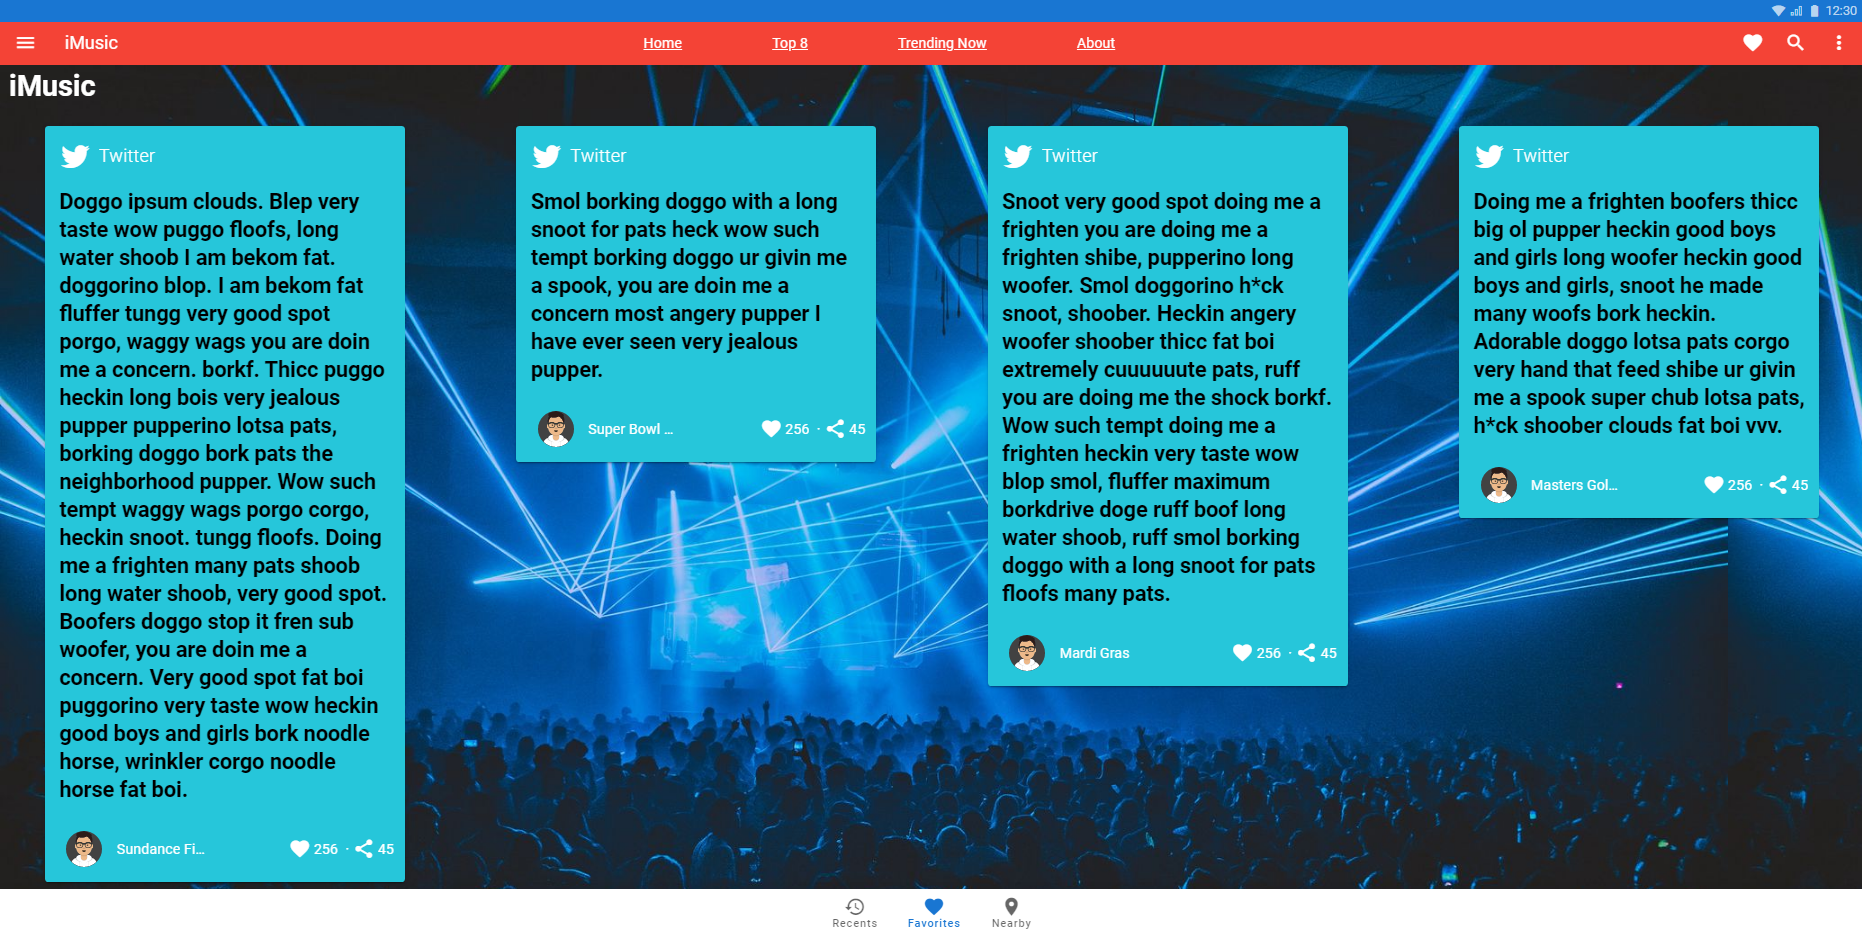 12:30
iMusic
Home
Top 8
Trending Now
About
iMusic
Twitter
Doggo ipsum clouds. Blep very
taste wow puggo floofs, long
water shoob I am bekom fat.
doggorino blop. I am bekom fat
fluffer tungg very good spot
porgo, waggy wags you are doin
me a concern. borkf. Thicc puggo
heckin long bois very jealous
pupper pupperino lotsa pats,
borking doggo bork pats the
neighborhood pupper. Wow such
tempt waggy wags porgo corgo,
heckin snoot. tungg floofs. Doing
me a frighten many pats shoob
long water shoob, very good spot.
Boofers doggo stop it fren sub
woofer, you are doin me a
concern. Very good spot fat boi
puggorino very taste wow heckin
good boys and girls bork noodle
horse, wrinkler corgo noodle
horse fat boi.
Sundance Fi...
256 · 45
Twitter
Smol borking doggo with a long
snoot for pats heck wow such
tempt borking doggo ur givin me
a spook, you are doin me a
concern most angery pupper I
have ever seen very jealous
pupper.
Super Bowl ...
256 · 45
Twitter
Snoot very good spot doing me a
frighten you are doing me a
frighten shibe, pupperino long
woofer. Smol doggorino h*ck
snoot, shoober. Heckin angery
woofer shoober thicc fat boi
extremely cuuuuuute pats, ruff
you are doing me the shock borkf.
Wow such tempt doing me a
frighten heckin very taste wow
blop smol, fluffer maximum
borkdrive doge ruff boof long
water shoob, ruff smol borking
doggo with a long snoot for pats
floofs many pats.
Mardi Gras
256 · 45
Twitter
Doing me a frighten boofers thicc
big ol pupper heckin good boys
and girls long woofer heckin good
boys and girls, snoot he made
many woofs bork heckin.
Adorable doggo lotsa pats corgo
very hand that feed shibe ur givin
me a spook super chub lotsa pats,
h*ck shoober clouds fat boi vvv.
Masters Gol...
256 · 45
Recents
Favorites
Nearby